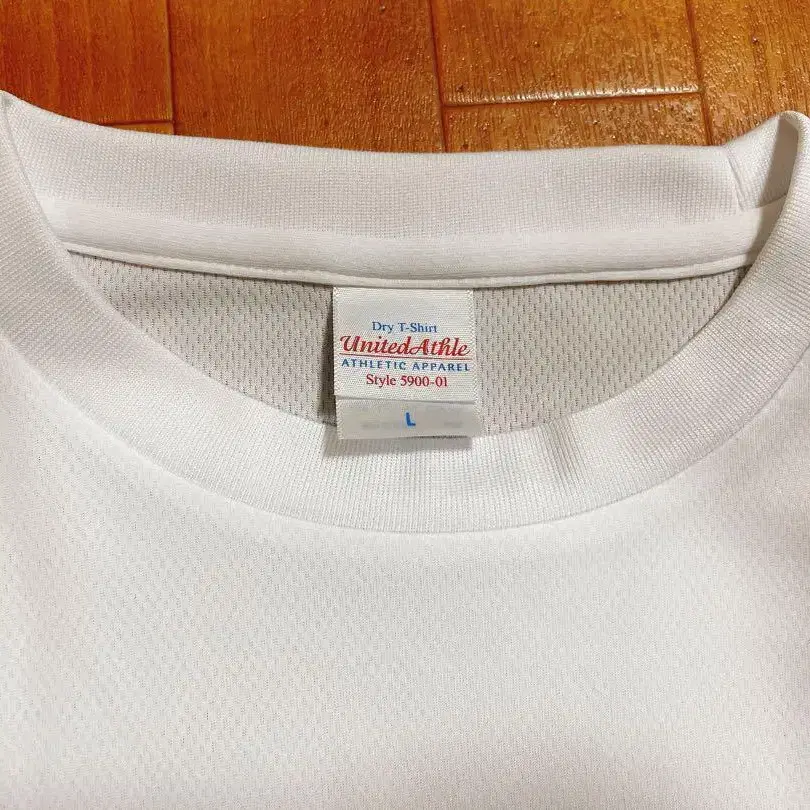 Dry T-Shirt
UnitedAthle
ATHLETIC APPAREL
Style 5900-01
L